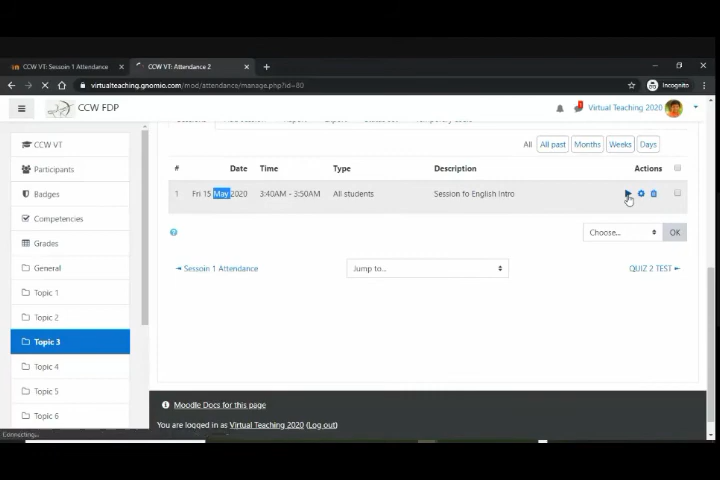 CCW VT: Sessoin 1 Attendance
CCW VT: Attendance 2
virtualteaching.gnomio.com/mod/attendance/manage.php?id=80
Incognito
CCW FDP
Virtual Teaching 2020
CCW VT
Participants
Badges
Competencies
Grades
General
Topic 1
Topic 2
Topic 3
Topic 4
Topic 5
Topic 6
All All past Months Weeks Days
# Date Time Type Description Actions
1 Fri 15 May 2020 3:40AM - 3:50AM All students Session fo English Intro
Choose... OK
Sessoin 1 Attendance
Jump to...
QUIZ 2 TEST
Moodle Docs for this page
You are logged in as Virtual Teaching 2020 (Log out)
Connecting...